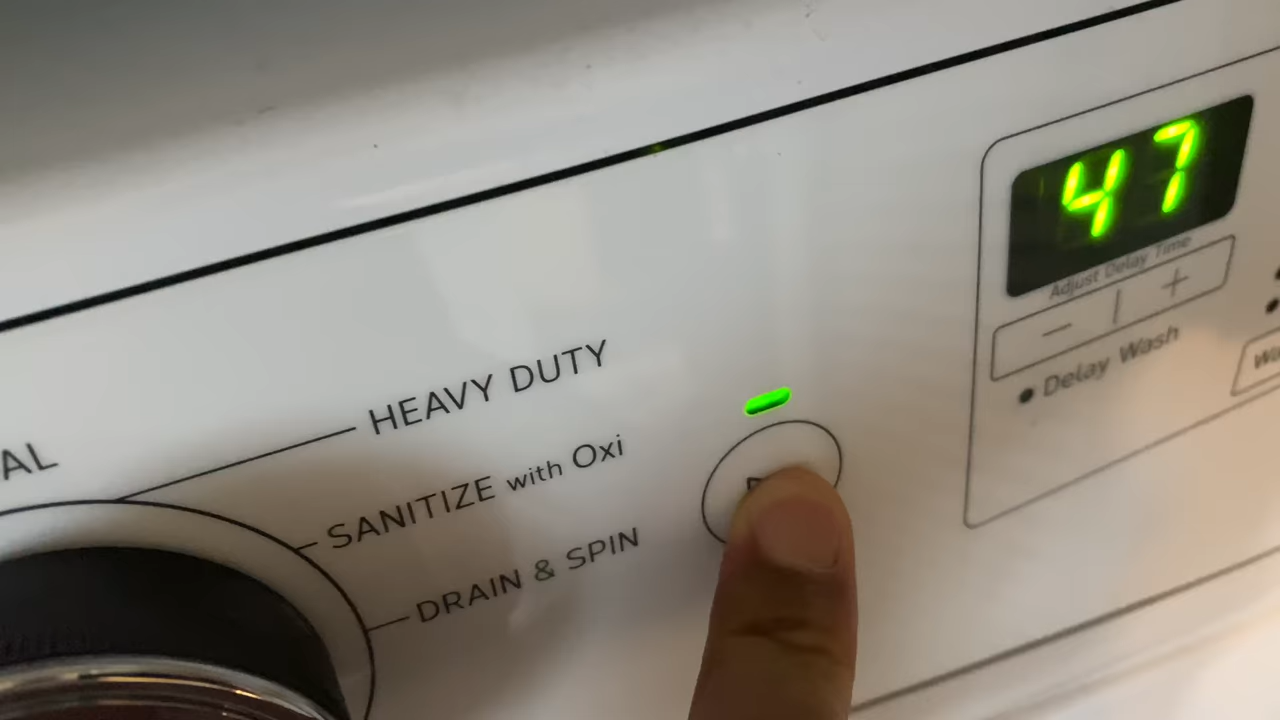 47
Adjust Delay Time
− | +
Delay Wash
HEAVY DUTY
AL
SANITIZE with Oxi
DRAIN & SPIN